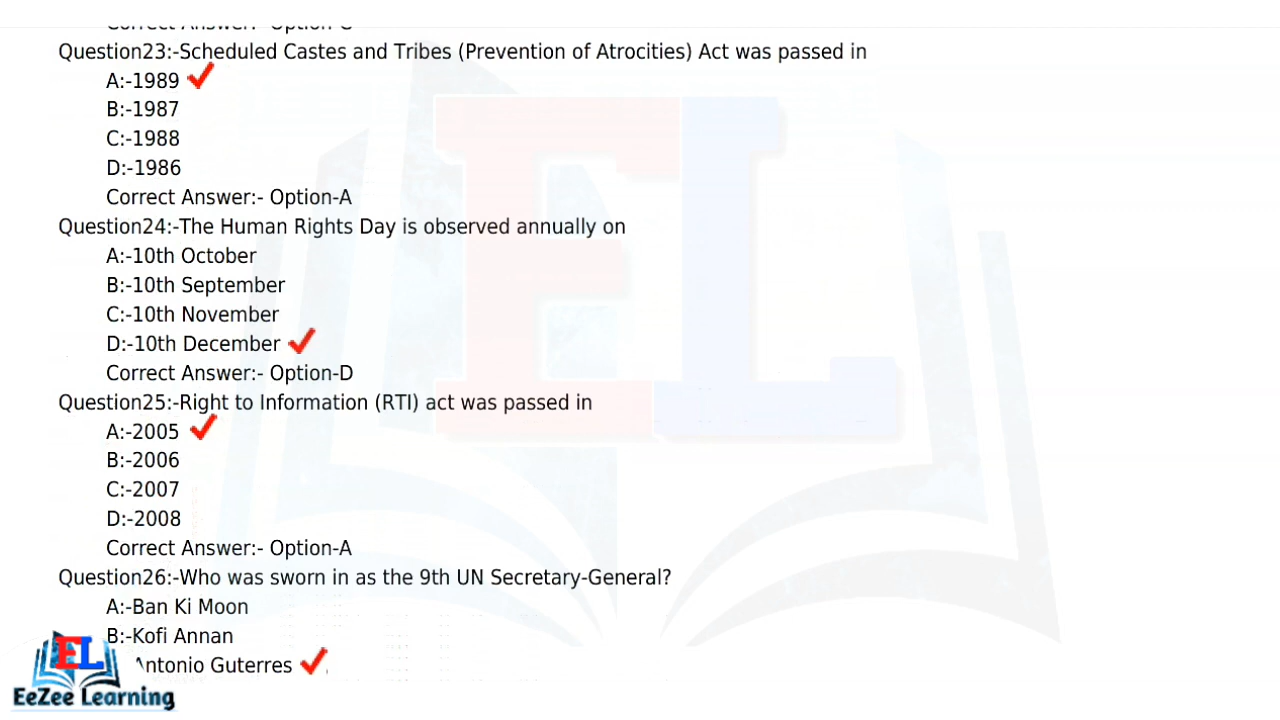 Correct Answer:- Option-C
Question23:-Scheduled Castes and Tribes (Prevention of Atrocities) Act was passed in
A:-1989
B:-1987
C:-1988
D:-1986
Correct Answer:- Option-A
Question24:-The Human Rights Day is observed annually on
A:-10th October
B:-10th September
C:-10th November
D:-10th December
Correct Answer:- Option-D
Question25:-Right to Information (RTI) act was passed in
A:-2005
B:-2006
C:-2007
D:-2008
Correct Answer:- Option-A
Question26:-Who was sworn in as the 9th UN Secretary-General?
A:-Ban Ki Moon
B:-Kofi Annan
Antonio Guterres
EL
EeZee Learning
EL